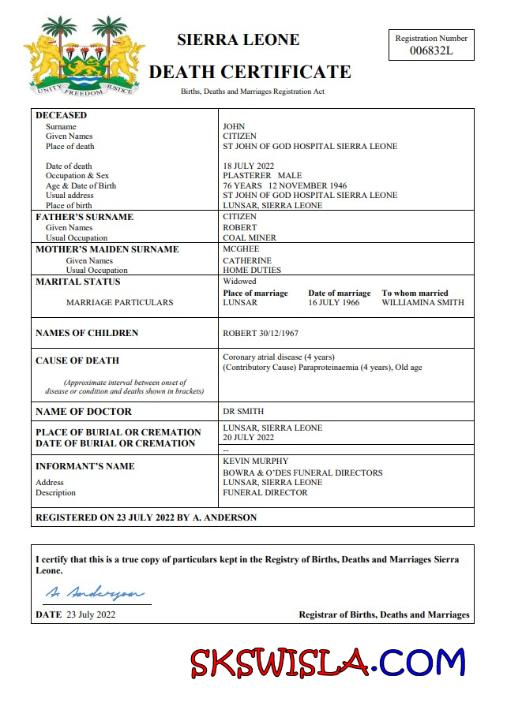 SIERRA LEONE
DEATH CERTIFICATE
Births, Deaths and Marriages Registration Act
Registration Number
006832L
UNITY FREEDOM JUSTICE
DECEASED
Surname JOHN
Given Names CITIZEN
Place of death ST JOHN OF GOD HOSPITAL SIERRA LEONE
Date of death 18 JULY 2022
Occupation & Sex PLASTERER MALE
Age & Date of Birth 76 YEARS 12 NOVEMBER 1946
Usual address ST JOHN OF GOD HOSPITAL SIERRA LEONE
Place of birth LUNSAR, SIERRA LEONE
FATHER'S SURNAME CITIZEN
Given Names ROBERT
Usual Occupation COAL MINER
MOTHER'S MAIDEN SURNAME MCGHEE
Given Names CATHERINE
Usual Occupation HOME DUTIES
MARITAL STATUS Widowed
Place of marriage Date of marriage To whom married
MARRIAGE PARTICULARS LUNSAR 16 JULY 1966 WILLIAMINA SMITH
NAMES OF CHILDREN ROBERT 30/12/1967
CAUSE OF DEATH Coronary atrial disease (4 years)
(Contributory Cause) Paraproteinaemia (4 years), Old age
(Approximate interval between onset of
disease or condition and deaths shown in brackets)
NAME OF DOCTOR DR SMITH
PLACE OF BURIAL OR CREMATION LUNSAR, SIERRA LEONE
DATE OF BURIAL OR CREMATION 20 JULY 2022
--
INFORMANT'S NAME KEVIN MURPHY
BOWRA & O'DES FUNERAL DIRECTORS
Address LUNSAR, SIERRA LEONE
Description FUNERAL DIRECTOR
REGISTERED ON 23 JULY 2022 BY A. ANDERSON
I certify that this is a true copy of particulars kept in the Registry of Births, Deaths and Marriages Sierra
Leone.
A. Anderson
DATE 23 July 2022 Registrar of Births, Deaths and Marriages
SKSWISLA.COM